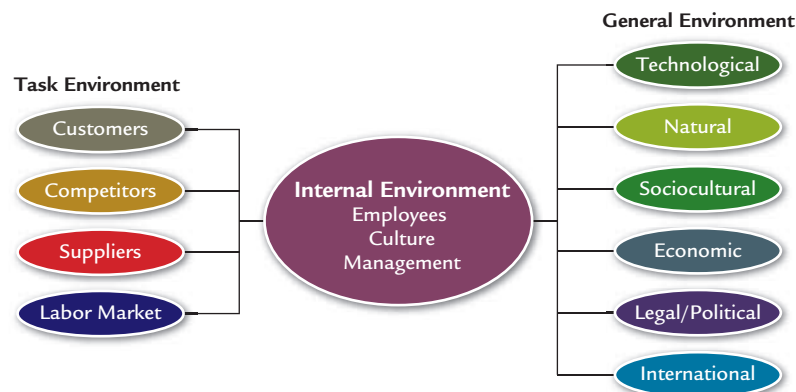 General Environment
Technological
Task Environment
Customers
Natural
Competitors
Internal Environment
Employees
Culture
Management
Sociocultural
Suppliers
Economic
Labor Market
Legal/Political
International